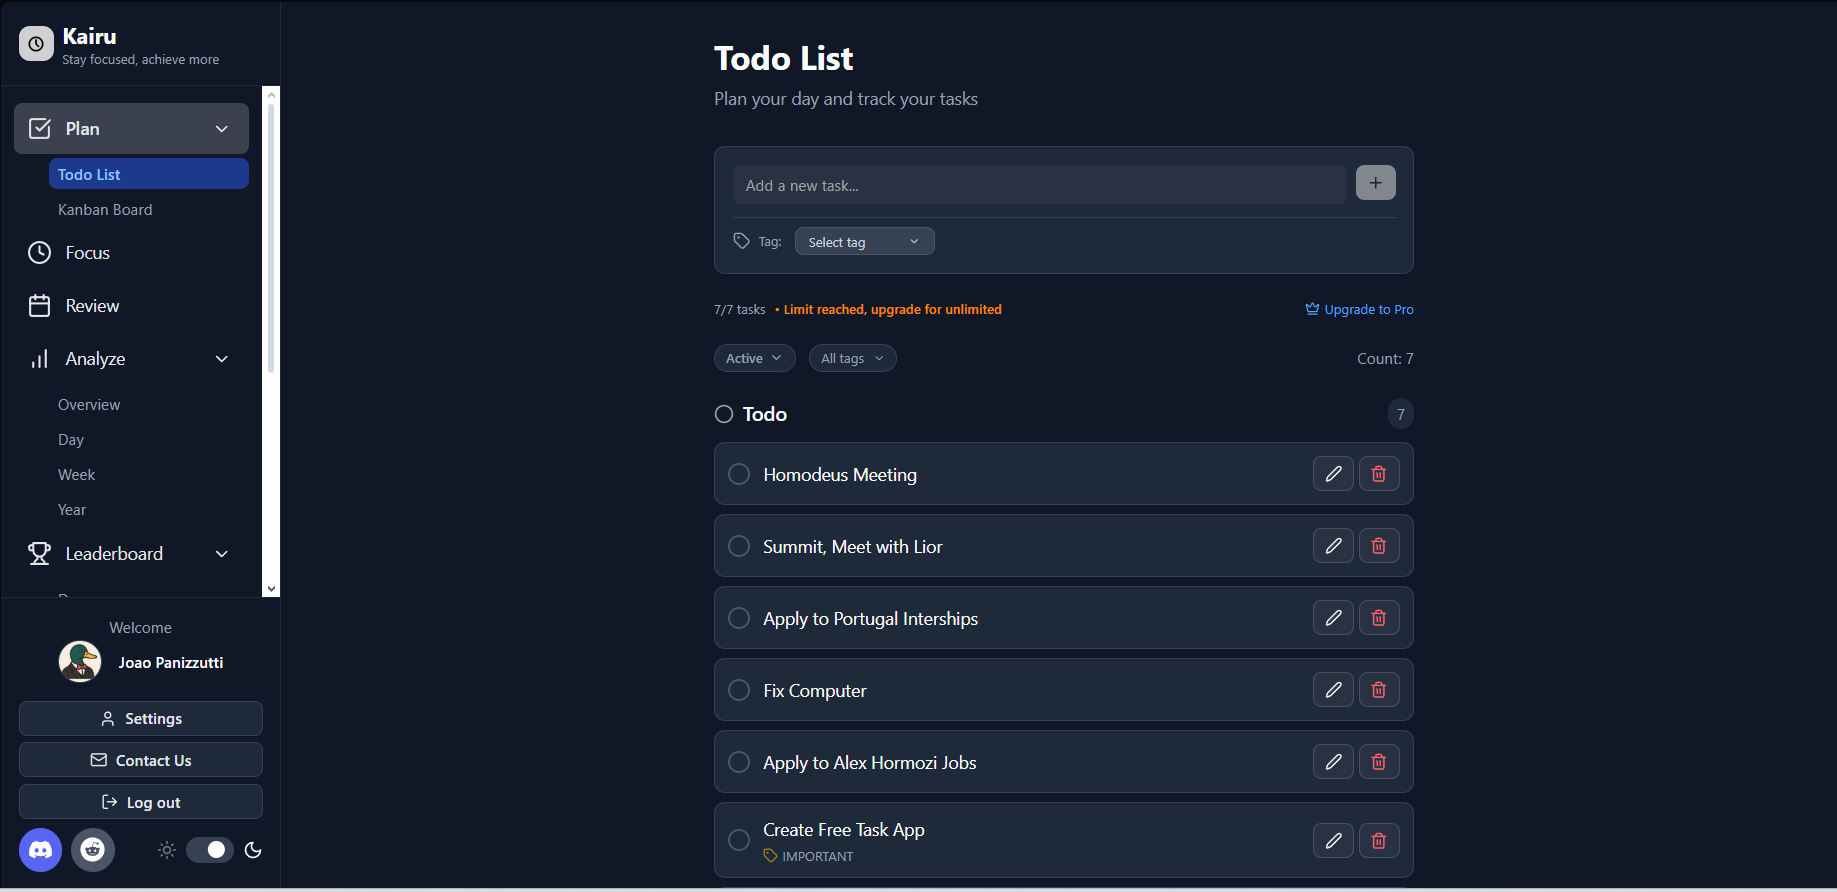 Kairu
Stay focused, achieve more
Plan
Todo List
Kanban Board
Focus
Review
Analyze
Overview
Day
Week
Year
Leaderboard
Welcome
Joao Panizzutti
Settings
Contact Us
Log out
Todo List
Plan your day and track your tasks
Add a new task...
Tag: Select tag
7/7 tasks • Limit reached, upgrade for unlimited Upgrade to Pro
Active All tags Count: 7
Todo 7
Homodeus Meeting
Summit, Meet with Lior
Apply to Portugal Interships
Fix Computer
Apply to Alex Hormozi Jobs
Create Free Task App
IMPORTANT